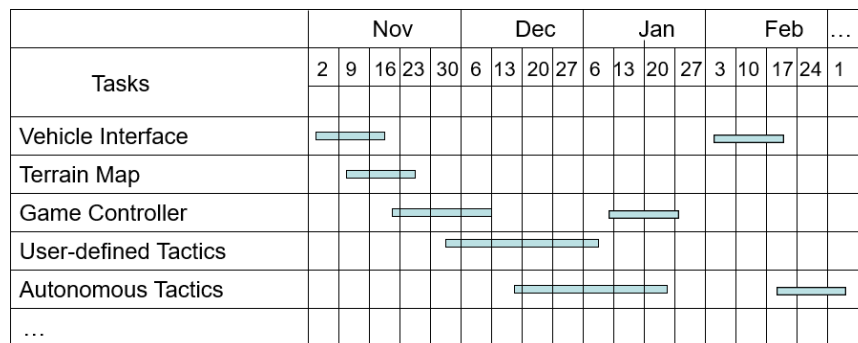 Nov Dec Jan Feb ...
Tasks 2 9 16 23 30 6 13 20 27 6 13 20 27 3 10 17 24 1
Vehicle Interface
Terrain Map
Game Controller
User-defined Tactics
Autonomous Tactics
...